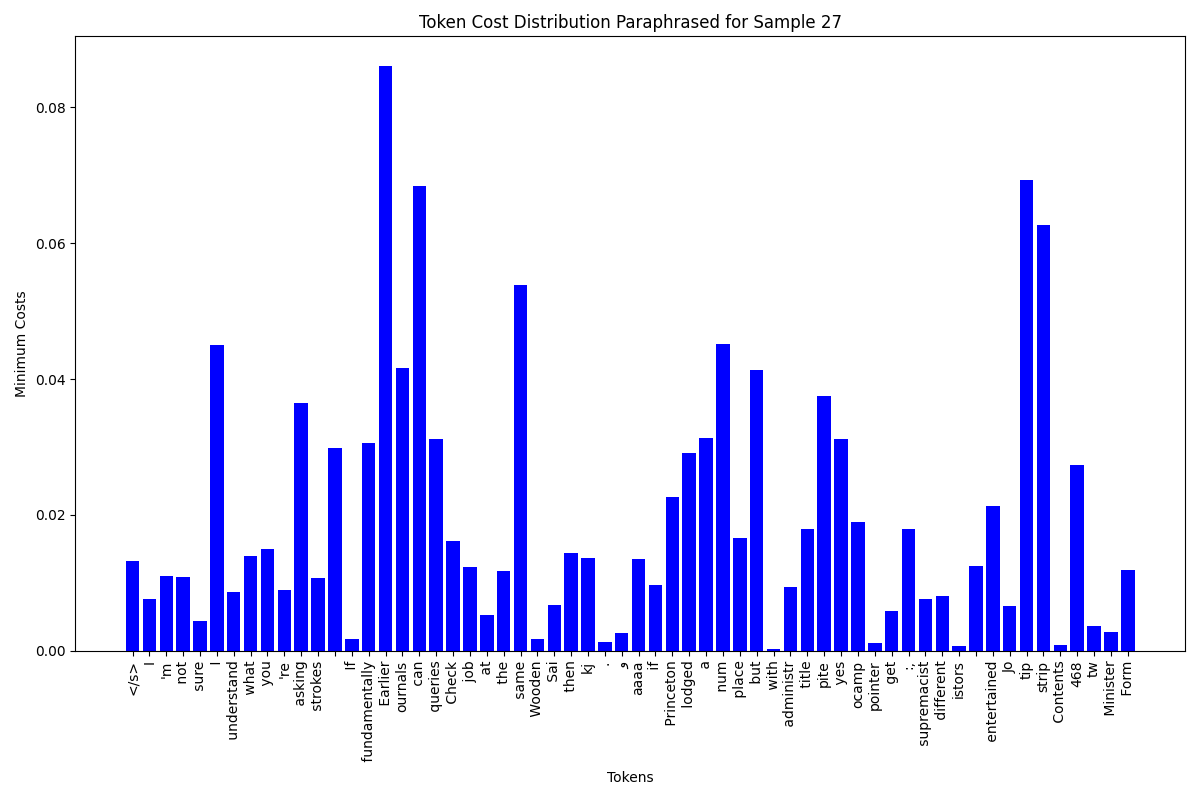 Token Cost Distribution Paraphrased for Sample 27
Minimum Costs
0.08
0.06
0.04
0.02
0.00
</s>
I
'm
not
sure
I
understand
what
you
're
asking
strokes
.
If
fundamentally
Earlier
ournals
can
queries
Check
job
at
the
same
Wooden
Sai
then
kj
.
و
aaaa
if
Princeton
lodged
a
num
place
but
with
administr
title
pite
yes
ocamp
pointer
get
:,
supremacist
different
istors
entertained
Jo
tip
strip
Contents
468
tw
Minister
Form
Tokens